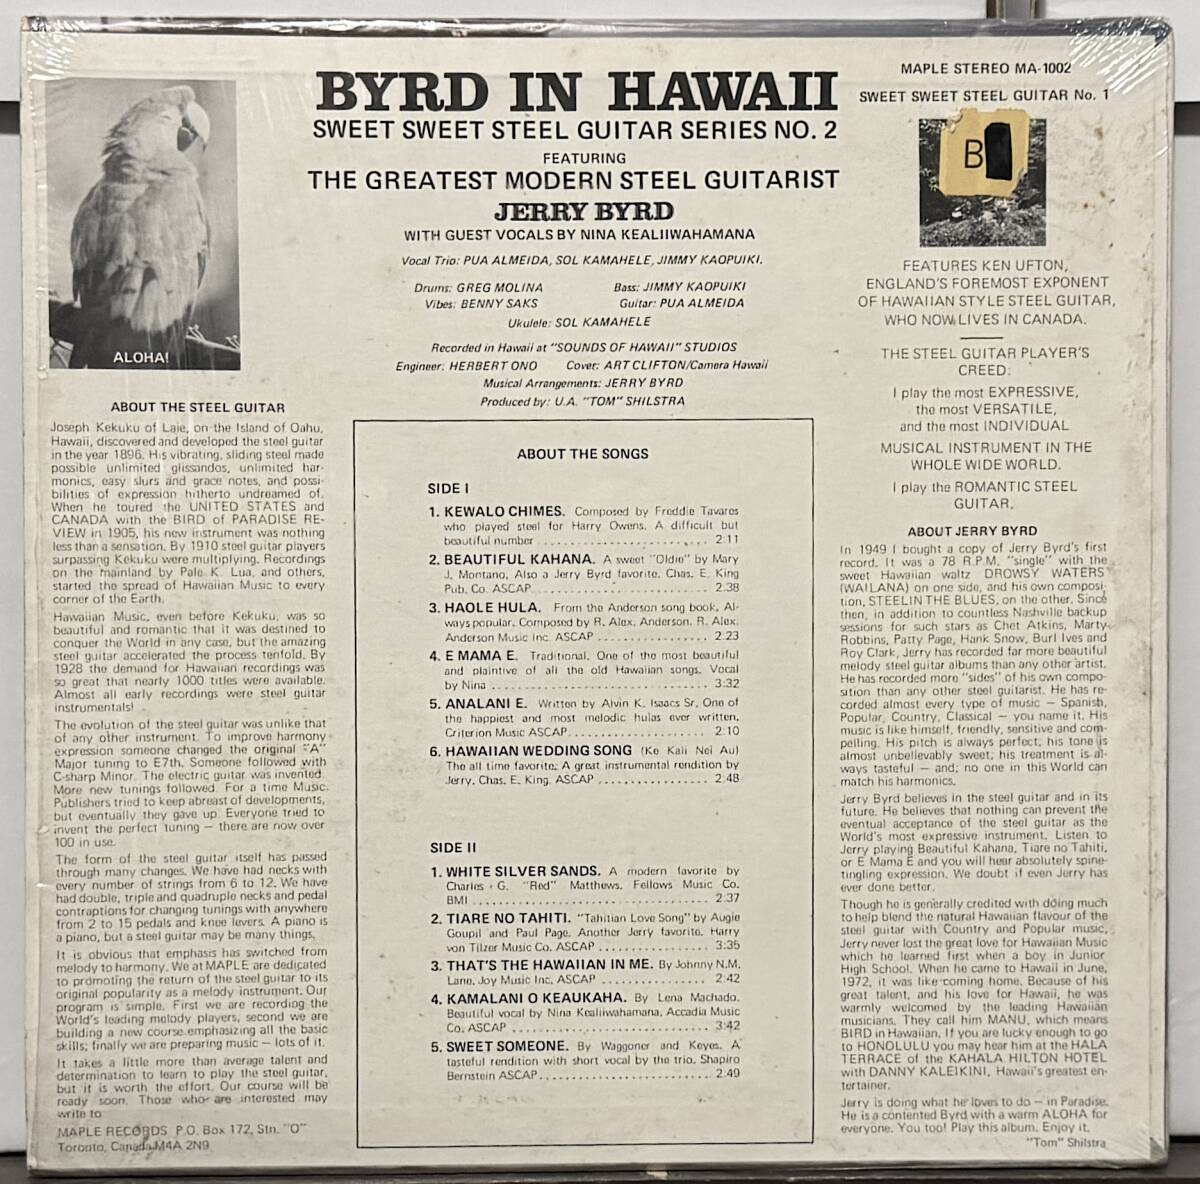 BYRD IN HAWAII
SWEET SWEET STEEL GUITAR SERIES NO. 2
FEATURING
THE GREATEST MODERN STEEL GUITARIST
JERRY BYRD
WITH GUEST VOCALS BY NINA KEALIIWAHAMANA
Vocal Trio: PUA ALMEIDA, SOL KAMAHELE, JIMMY KAOPUIKI.
Drums: GREG MOLINA
Bass: JIMMY KAOPUIKI
Vibes: BENNY SAKS
Guitar: PUA ALMEIDA
Ukulele: SOL KAMAHELE
Recorded in Hawaii at "SOUNDS OF HAWAII" STUDIOS
Engineer: HERBERT ONO
Cover: ART CLIFTON/Camera Hawaii
Musical Arrangements: JERRY BYRD
Produced by: U.A. "TOM" SHILSTRA
ALOHA!
ABOUT THE STEEL GUITAR
Joseph Kekuku of Laie, on the Island of Oahu,
Hawaii, discovered and developed the steel guitar
in the year 1896. His vibrating, sliding steel made
possible unlimited glissandos, unlimited har-
monics, easy slurs and grace notes, and possi-
bilities of expression hitherto undreamed of.
When he toured the UNITED STATES and
CANADA with the BIRD of PARADISE RE-
VIEW in 1905, his new instrument was nothing
less than a sensation. By 1910 steel guitar players
surpassing Kekuku were multiplying. Recordings
on the mainland by Pale K. Lua, and others,
started the spread of Hawaiian Music to every
corner of the Earth.
Hawaiian Music, even before Kekuku, was so
beautiful and romantic that it was destined to
conquer the World in any case, but the amazing
steel guitar accelerated the process tenfold. By
1928 the demand for Hawaiian recordings was
so great that nearly 1000 titles were available.
Almost all early recordings were steel guitar
instrumentals!
The evolution of the steel guitar was unlike that
of any other instrument. To improve harmony
expression someone changed the original "A"
Major tuning to E7th. Someone followed with
C-sharp Minor. The electric guitar was invented.
More new tunings followed. For a time Music
Publishers tried to keep abreast of developments,
but eventually they gave up. Everyone tried to
invent the perfect tuning — there are now over
100 in use.
The form of the steel guitar itself has passed
through many changes. We have had necks with
every number of strings from 6 to 12. We have
had double, triple and quadruple necks and pedal
contraptions for changing tunings with anywhere
from 2 to 15 pedals and knee levers. A piano is
a piano, but a steel guitar may be many things.
It is obvious that emphasis has switched from
melody to harmony. We at MAPLE are dedicated
to promoting the return of the steel guitar to its
original popularity as a melody instrument. Our
program is simple. First we are recording the
World's leading melody players, second we are
building a new course emphasizing all the basic
skills; finally we are preparing music — lots of it.
It takes a little more than average talent and
determination to learn to play the steel guitar,
but it is worth the effort. Our course will be
ready soon. Those who are interested may
write to
MAPLE RECORDS P.O. Box 172, Stn. "O"
Toronto, Canada M4A 2N9
ABOUT THE SONGS
SIDE I
1. KEWALO CHIMES. Composed by Freddie Tavares
who played steel for Harry Owens. A difficult but
beautiful number ........................ 2:11
2. BEAUTIFUL KAHANA. A sweet "Oldie" by Mary
J. Montano, Also a Jerry Byrd favorite. Chas. E. King
Pub. Co. ASCAP ........................ 2:38
3. HAOLE HULA. From the Anderson song book. Al-
ways popular. Composed by R. Alex. Anderson. R. Alex.
Anderson Music Inc. ASCAP ................ 2:23
4. E MAMA E. Traditional. One of the most beautiful
and plaintive of all the old Hawaiian songs. Vocal
by Nina ................................ 3:32
5. ANALANI E. Written by Alvin K. Isaacs Sr. One of
the happiest and most melodic hulas ever written.
Criterion Music ASCAP..................... 2:10
6. HAWAIIAN WEDDING SONG (Ke Kali Nei Au)
The all time favorite. A great instrumental rendition by
Jerry. Chas. E. King. ASCAP ................ 2:48
SIDE II
1. WHITE SILVER SANDS. A modern favorite by
Charles G. "Red" Matthews. Fellows Music Co.
BMI .................................. 2:37
2. TIARE NO TAHITI. "Tahitian Love Song" by Augie
Goupil and Paul Page. Another Jerry favorite. Harry
von Tilzer Music Co. ASCAP ................ 3:35
3. THAT'S THE HAWAIIAN IN ME. By Johnny N.M.
Lane. Joy Music Inc. ASCAP ................ 2:42
4. KAMALANI O KEAUKAHA. By Lena Machado.
Beautiful vocal by Nina Kealiiwahamana. Accadia Music
Co. ASCAP ............................ 3:42
5. SWEET SOMEONE. By Waggoner and Keyes. A
tasteful rendition with short vocal by the trio. Shapiro
Bernstein ASCAP......................... 2:49
MAPLE STEREO MA-1002
SWEET SWEET STEEL GUITAR No. 1
B
FEATURES KEN UFTON,
ENGLAND'S FOREMOST EXPONENT
OF HAWAIIAN STYLE STEEL GUITAR,
WHO NOW LIVES IN CANADA.
THE STEEL GUITAR PLAYER'S
CREED:
I play the most EXPRESSIVE,
the most VERSATILE,
and the most INDIVIDUAL
MUSICAL INSTRUMENT IN THE
WHOLE WIDE WORLD.
I play the ROMANTIC STEEL
GUITAR.
ABOUT JERRY BYRD
In 1949 I bought a copy of Jerry Byrd's first
record. It was a 78 R.P.M. "single" with the
sweet Hawaiian waltz DROWSY WATERS
(WAILANA) on one side, and his own composi-
tion, STEELIN THE BLUES, on the other. Since
then, in addition to countless Nashville backup
sessions for such stars as Chet Atkins, Marty
Robbins, Patty Page, Hank Snow, Burl Ives and
Roy Clark, Jerry has recorded far more beautiful
melody steel guitar albums than any other artist.
He has recorded more "sides" of his own compo-
sition than any other steel guitarist. He has re-
corded almost every type of music — Spanish,
Popular, Country, Classical — you name it. His
music is like himself, friendly, sensitive and com-
pelling. His pitch is always perfect; his tone is
almost unbelievably sweet; his treatment is al-
ways tasteful — and; no one in this World can
match his harmonics.
Jerry Byrd believes in the steel guitar and in its
future. He believes that nothing can prevent the
eventual acceptance of the steel guitar as the
World's most expressive instrument. Listen to
Jerry playing Beautiful Kahana, Tiare no Tahiti,
or E Mama E and you will hear absolutely spine-
tingling expression. We doubt if even Jerry has
ever done better.
Though he is generally credited with doing much
to help blend the natural Hawaiian flavour of the
steel guitar with Country and Popular music,
Jerry never lost the great love for Hawaiian Music
which he learned first when a boy in Junior
High School. When he came to Hawaii in June,
1972, it was like coming home. Because of his
great talent, and his love for Hawaii, he was
warmly welcomed by the leading Hawaiian
musicians. They call him MANU, which means
BIRD in Hawaiian. If you are lucky enough to go
to HONOLULU you may hear him at the HALA
TERRACE of the KAHALA HILTON HOTEL
with DANNY KALEIKINI, Hawaii's greatest en-
tertainer.
Jerry is doing what he loves to do — in Paradise.
He is a contented Byrd with a warm ALOHA for
everyone. You too! Play this album. Enjoy it.
"Tom" Shilstra